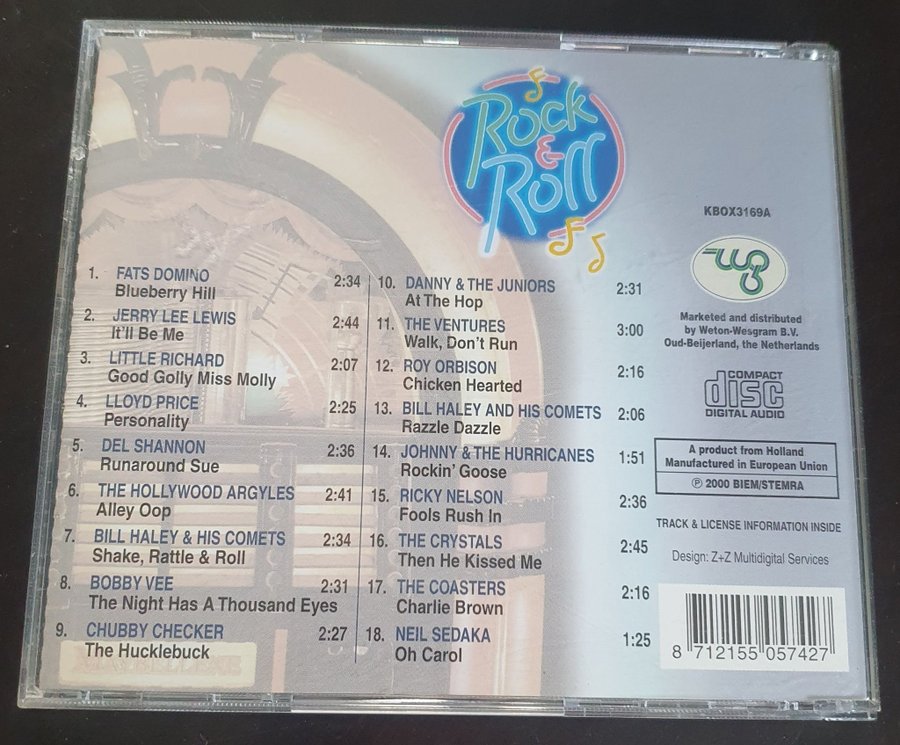 Rock
&
Roll
1. FATS DOMINO 2:34
Blueberry Hill
2. JERRY LEE LEWIS 2:44
It'll Be Me
3. LITTLE RICHARD 2:07
Good Golly Miss Molly
4. LLOYD PRICE 2:25
Personality
5. DEL SHANNON 2:36
Runaround Sue
6. THE HOLLYWOOD ARGYLES 2:41
Alley Oop
7. BILL HALEY & HIS COMETS 2:34
Shake, Rattle & Roll
8. BOBBY VEE 2:31
The Night Has A Thousand Eyes
9. CHUBBY CHECKER 2:27
The Hucklebuck
10. DANNY & THE JUNIORS 2:31
At The Hop
11. THE VENTURES 3:00
Walk, Don't Run
12. ROY ORBISON 2:16
Chicken Hearted
13. BILL HALEY AND HIS COMETS 2:06
Razzle Dazzle
14. JOHNNY & THE HURRICANES 1:51
Rockin' Goose
15. RICKY NELSON 2:36
Fools Rush In
16. THE CRYSTALS 2:45
Then He Kissed Me
17. THE COASTERS 2:16
Charlie Brown
18. NEIL SEDAKA 1:25
Oh Carol
KBOX3169A
Marketed and distributed
by Weton-Wesgram B.V.
Oud-Beijerland, the Netherlands
COMPACT
disc
DIGITAL AUDIO
A product from Holland
Manufactured in European Union
℗ 2000 BIEM/STEMRA
TRACK & LICENSE INFORMATION INSIDE
Design: Z+Z Multidigital Services
8 712155 057427